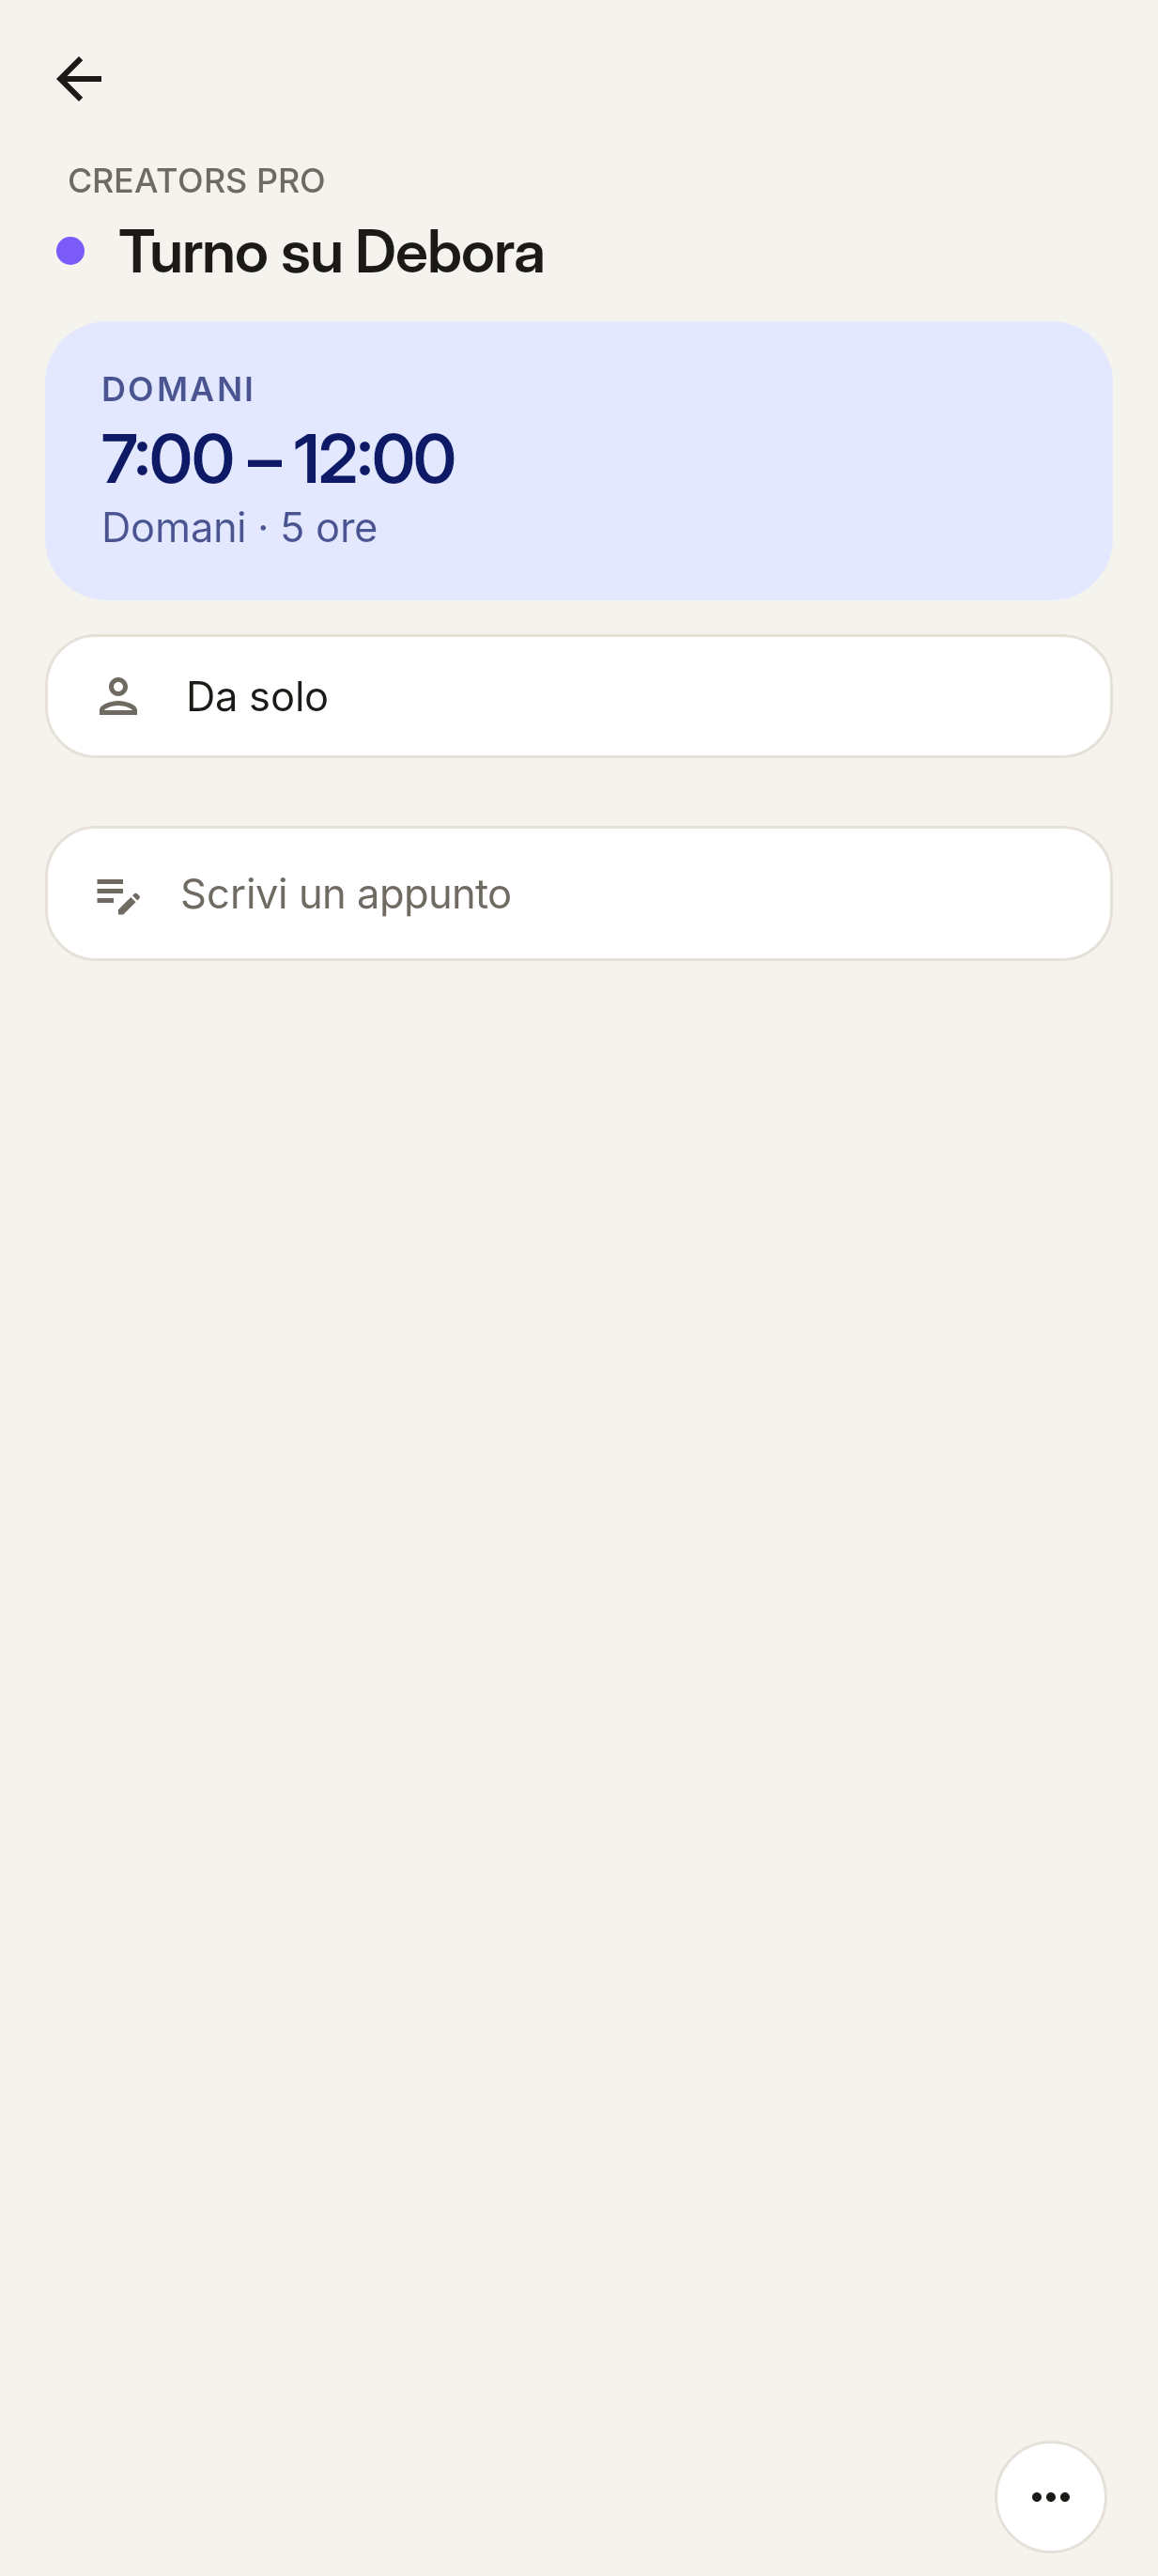 CREATORS PRO
Turno su Debora
DOMANI
7:00 – 12:00
Domani · 5 ore
Da solo
Scrivi un appunto